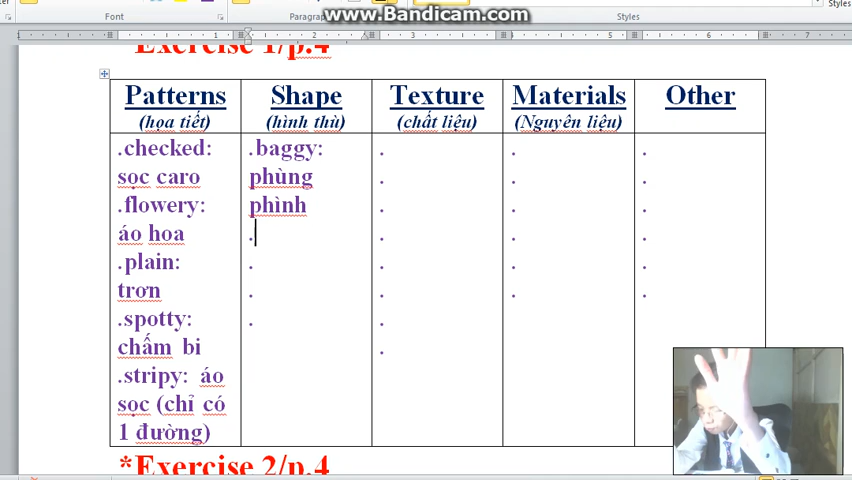 www.Bandicam.com
Font
Paragraph
Styles
Styles
*Exercise 1/p.4
Patterns
(họa tiết)
Shape
(hình thù)
Texture
(chất liệu)
Materials
(Nguyên liệu)
Other
.checked:
sọc caro
.flowery:
áo hoa
.plain:
trơn
.spotty:
chấm bi
.stripy: áo
sọc (chỉ có
1 đường)
.baggy:
phùng
phình
*Exercise 2/p.4